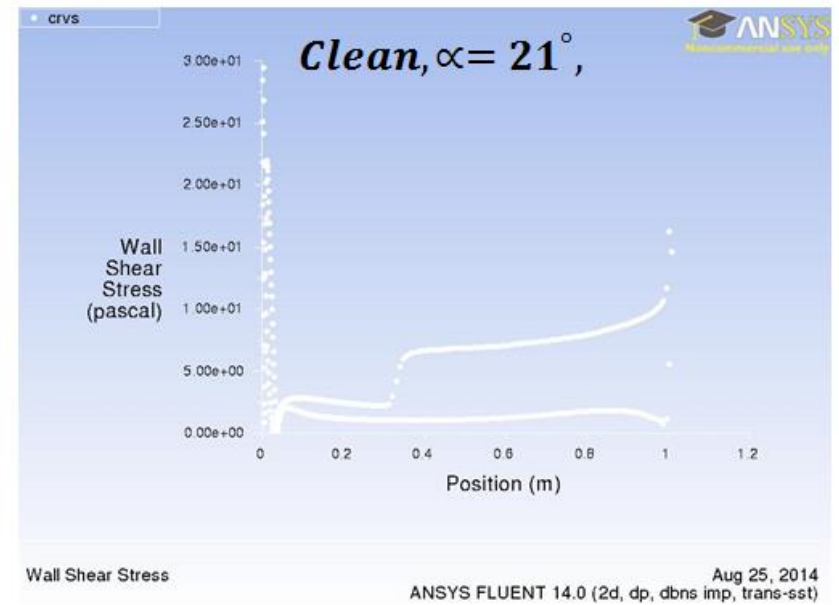 crvs
ANSYS
Noncommercial use only
Clean,∝= 21°,
3.00e+01
2.50e+01
2.00e+01
1.50e+01
1.00e+01
5.00e+00
0.00e+00
Wall
Shear
Stress
(pascal)
0 0.2 0.4 0.6 0.8 1 1.2
Position (m)
Wall Shear Stress
Aug 25, 2014
ANSYS FLUENT 14.0 (2d, dp, dbns imp, trans-sst)